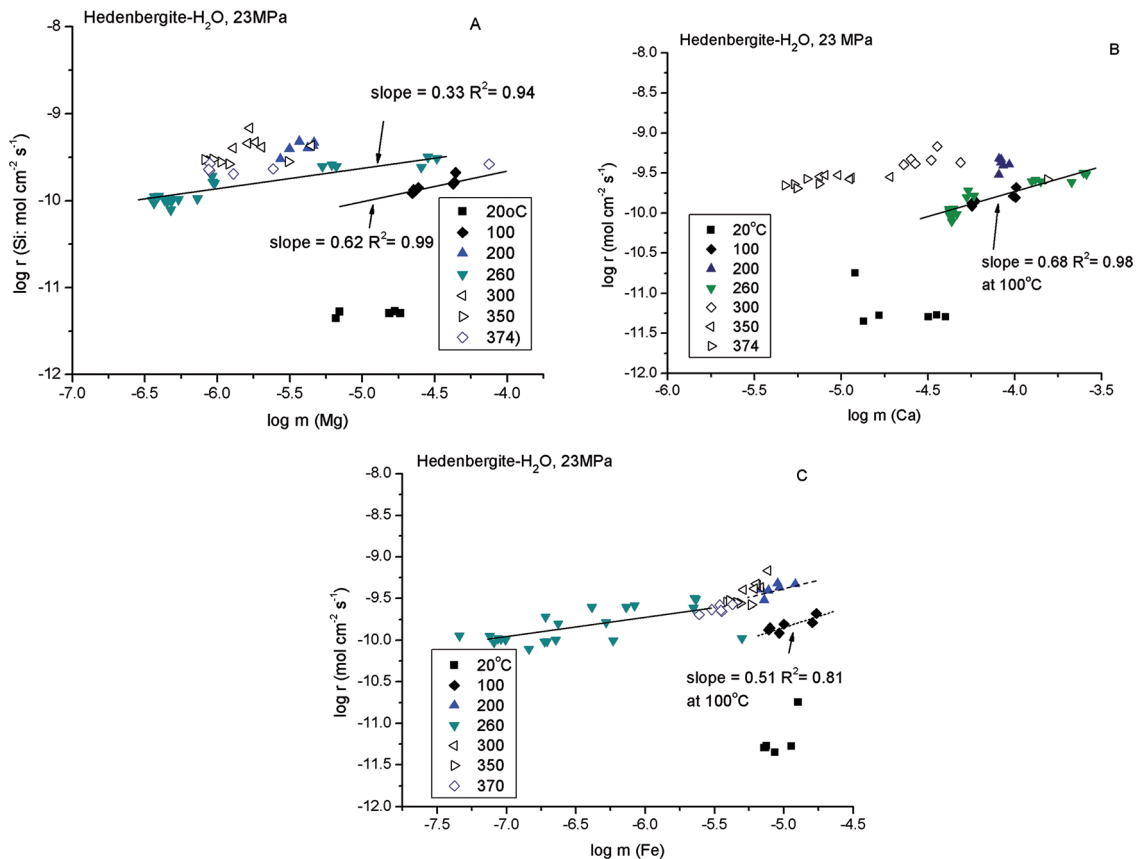 Hedenbergite-H₂O, 23MPa
A
log r (Si: mol cm⁻² s⁻¹)
-8
-9
-10
-11
-12
slope = 0.33 R²= 0.94
slope = 0.62 R²= 0.99
20oC
100
200
260
300
350
374)
-7.0 -6.5 -6.0 -5.5 -5.0 -4.5 -4.0
log m (Mg)
Hedenbergite-H₂O, 23 MPa
B
log r (mol cm⁻² s⁻¹)
-8.0
-8.5
-9.0
-9.5
-10.0
-10.5
-11.0
-11.5
-12.0
slope = 0.68 R²= 0.98
at 100°C
20°C
100
200
260
300
350
374
-6.0 -5.5 -5.0 -4.5 -4.0 -3.5
log m (Ca)
Hedenbergite-H₂O, 23MPa
C
log r (mol cm⁻² s⁻¹)
-8.0
-8.5
-9.0
-9.5
-10.0
-10.5
-11.0
-11.5
-12.0
slope = 0.51 R²= 0.81
at 100°C
20°C
100
200
260
300
350
370
-7.5 -7.0 -6.5 -6.0 -5.5 -5.0 -4.5
log m (Fe)